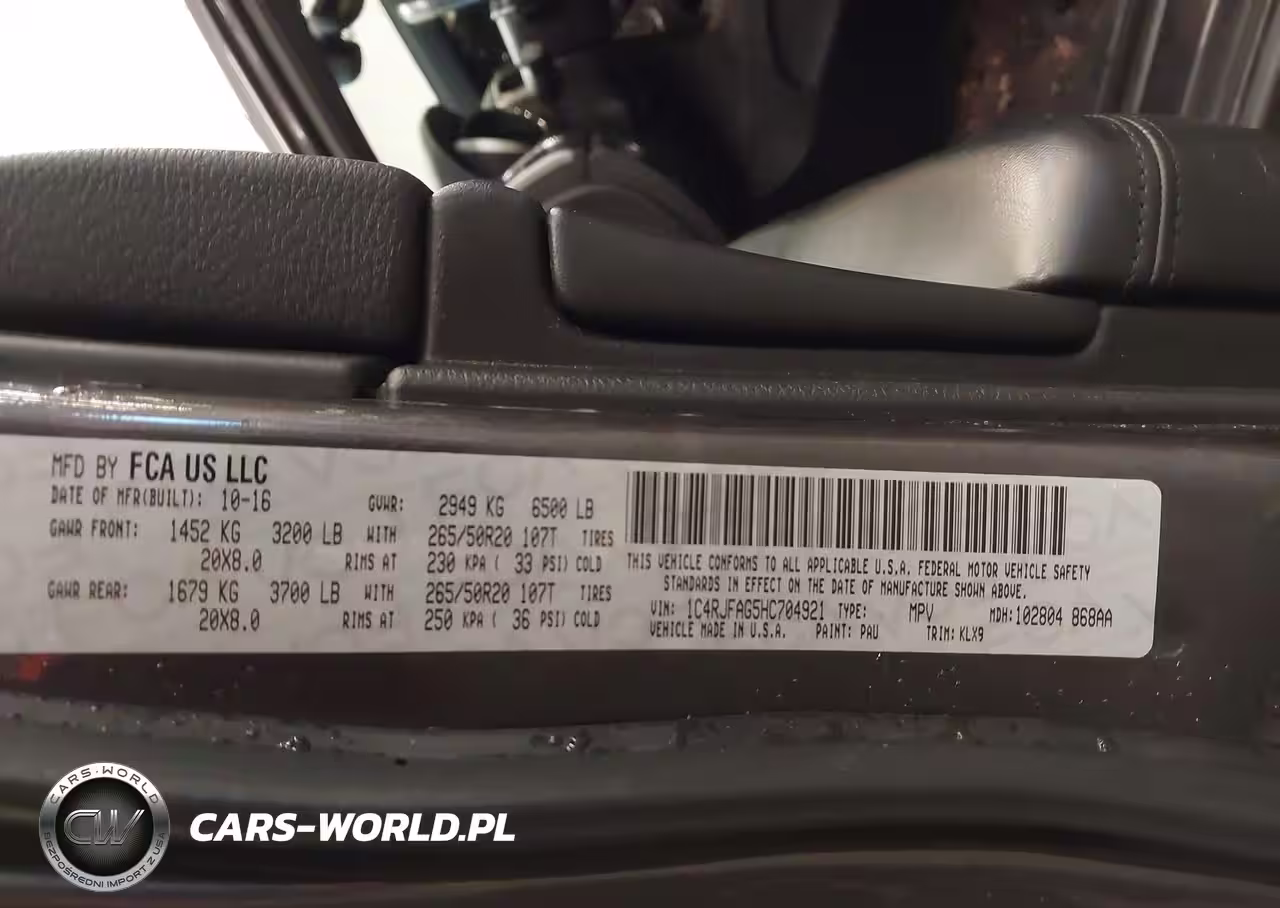 MFD BY FCA US LLC
DATE OF MFR(BUILT): 10-16 GVWR: 2949 KG 6500 LB
GAWR FRONT: 1452 KG 3200 LB WITH 265/50R20 107T TIRES
20X8.0 RIMS AT 230 KPA ( 33 PSI) COLD
GAWR REAR: 1679 KG 3700 LB WITH 265/50R20 107T TIRES
20X8.0 RIMS AT 250 KPA ( 36 PSI) COLD
THIS VEHICLE CONFORMS TO ALL APPLICABLE U.S.A. FEDERAL MOTOR VEHICLE SAFETY
STANDARDS IN EFFECT ON THE DATE OF MANUFACTURE SHOWN ABOVE.
VIN: 1C4RJFAG5HC704921 TYPE: MPV MDH:102804 868AA
VEHICLE MADE IN U.S.A. PAINT: PAU TRIM: KLX9
CARS-WORLD
CW
BEZPOŚREDNI IMPORT Z USA
CARS-WORLD.PL